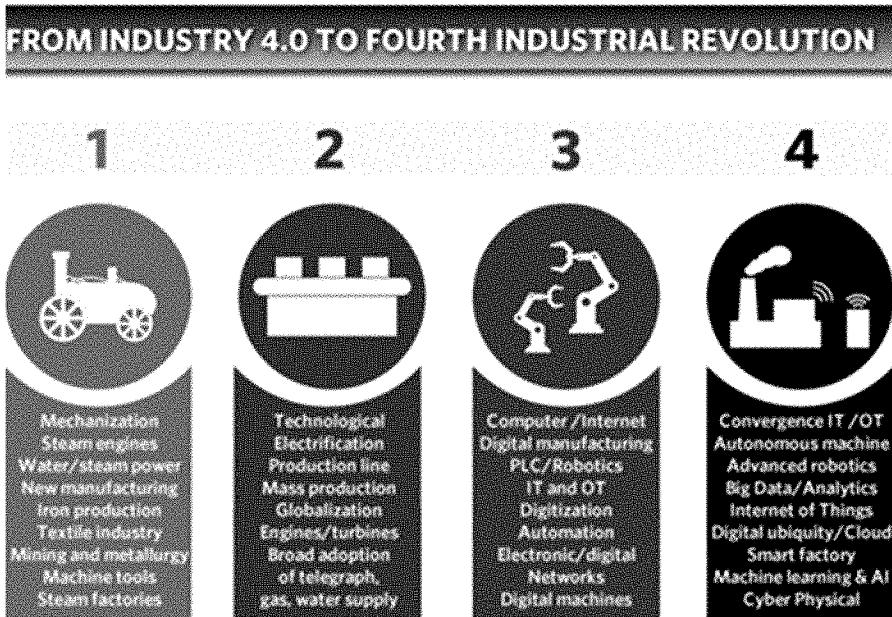 FROM INDUSTRY 4.0 TO FOURTH INDUSTRIAL REVOLUTION
1
2
3
4
Mechanization
Steam engines
Water/steam power
New manufacturing
Iron production
Textile industry
Mining and metallurgy
Machine tools
Steam factories
Technological
Electrification
Production line
Mass production
Globalization
Engines/turbines
Broad adoption
of telegraph,
gas, water supply
Computer/Internet
Digital manufacturing
PLC/Robotics
IT and OT
Digitization
Automation
Electronic/digital
Networks
Digital machines
Convergence IT/OT
Autonomous machine
Advanced robotics
Big Data/Analytics
Internet of Things
Digital ubiquity/Cloud
Smart factory
Machine learning & AI
Cyber Physical